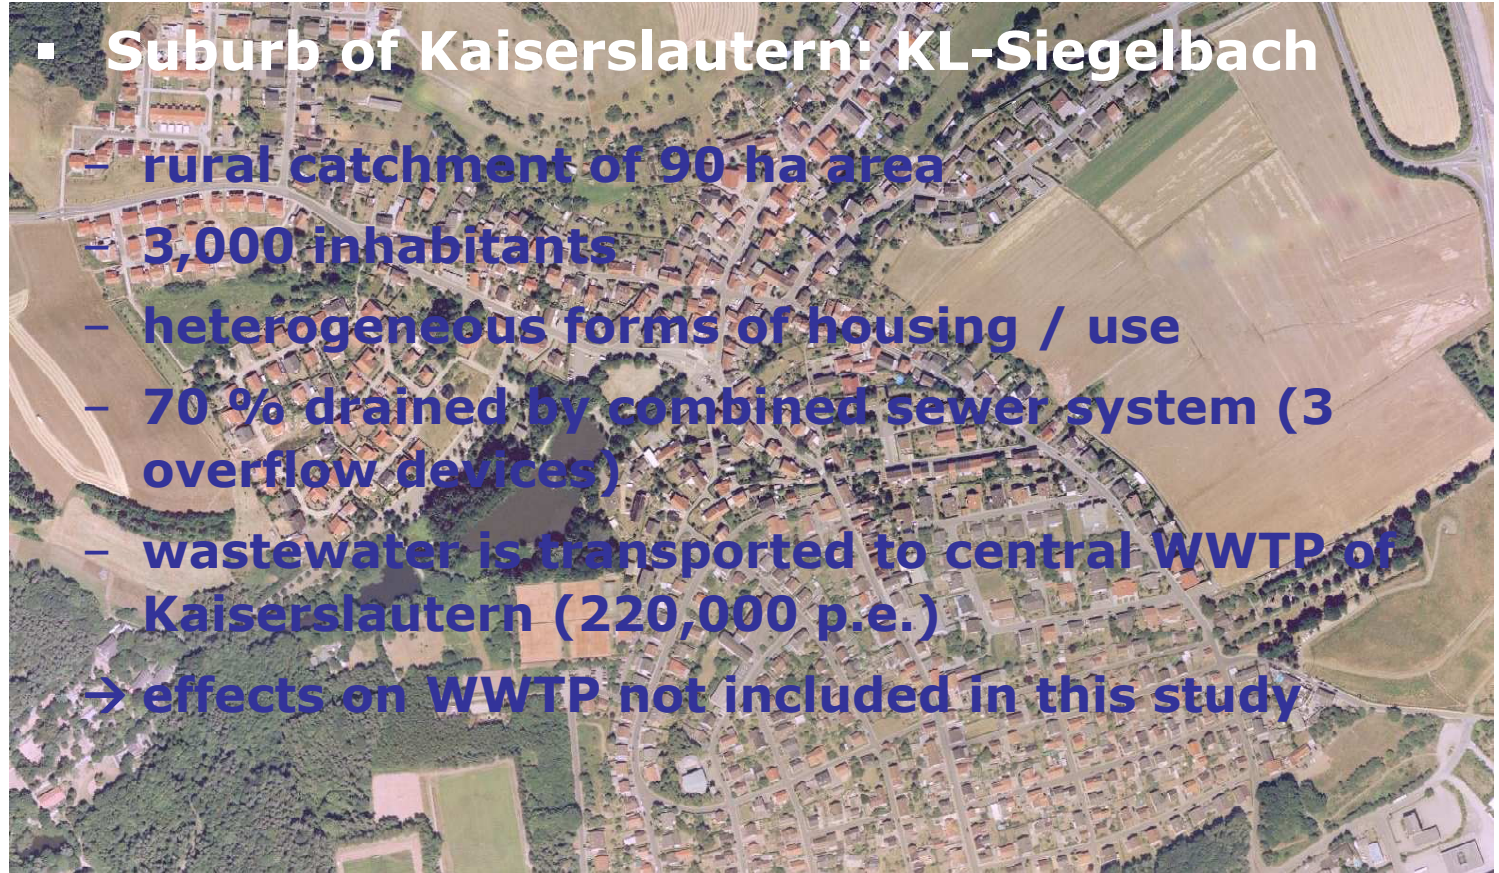 ▪ Suburb of Kaiserslautern: KL-Siegelbach
– rural catchment of 90 ha area
– 3,000 inhabitants
– heterogeneous forms of housing / use
– 70 % drained by combined sewer system (3
overflow devices)
– wastewater is transported to central WWTP of
Kaiserslautern (220,000 p.e.)
→ effects on WWTP not included in this study